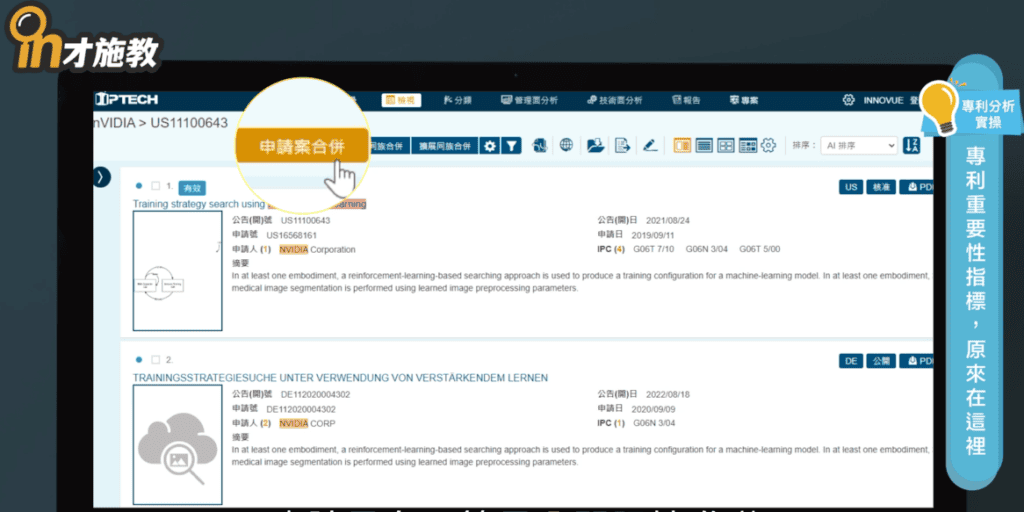 in才施教
IPTECH
檢視
分類
管理面分析
技術面分析
報告
專案
INNOVUE
登
nVIDIA > US11100643
申請案合併
同族合併
擴展同族合併
排序：
AI 排序
專利分析
實操
專利重要性指標，原來在這裡
1.
有效
US
核准
PD
Training strategy search using
公告(開)號 US11100643
公告(開)日 2021/08/24
申請號 US16568161
申請日 2019/09/11
申請人 (1) NVIDIA Corporation
IPC (4) G06T 7/10 G06N 3/04 G06T 5/00
摘要
In at least one embodiment, a reinforcement-learning-based searching approach is used to produce a training configuration for a machine-learning model. In at least one embodiment,
medical image segmentation is performed using learned image preprocessing parameters.
2.
DE
公開
PD
TRAININGSSTRATEGIESUCHE UNTER VERWENDUNG VON VERSTÄRKENDEM LERNEN
公告(開)號 DE112020004302
公告(開)日 2022/08/18
申請號 DE112020004302
申請日 2020/09/09
申請人 (2) NVIDIA CORP
IPC (1) G06N 3/04
摘要
In at least one embodiment, a reinforcement-learning-based searching approach is used to produce a training configuration for a machine-learning model. In at least one embodiment,
medical image segmentation is performed using learned image preprocessing parameters.